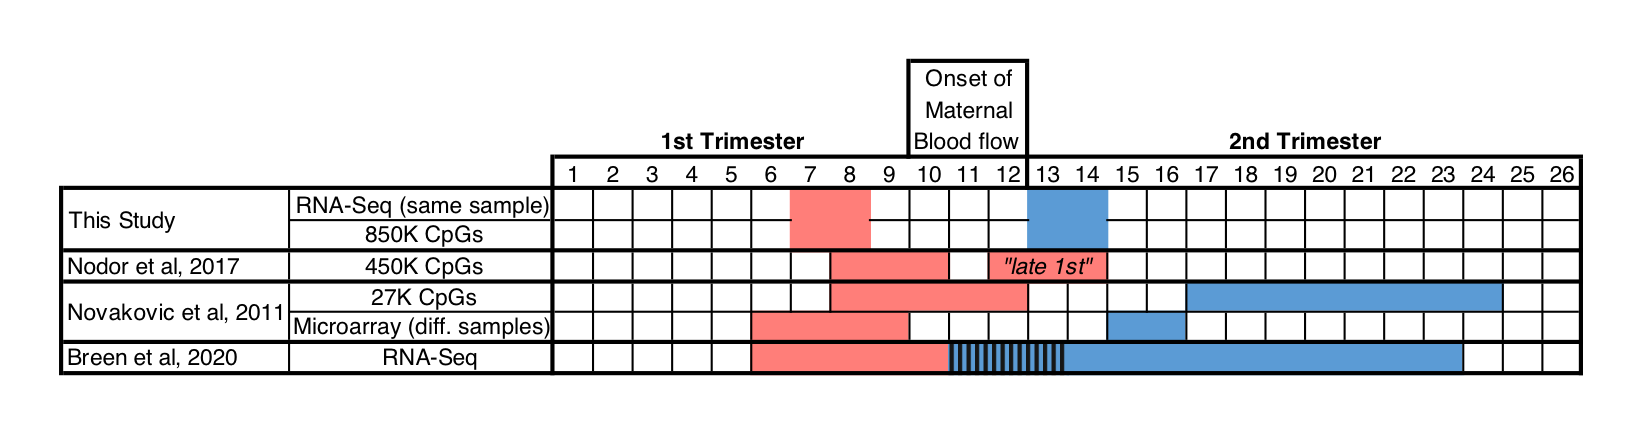 Onset of
Maternal
Blood flow
1st Trimester
2nd Trimester
1 2 3 4 5 6 7 8 9 10 11 12 13 14 15 16 17 18 19 20 21 22 23 24 25 26
This Study
RNA-Seq (same sample)
850K CpGs
Nodor et al, 2017 450K CpGs "late 1st"
Novakovic et al, 2011
27K CpGs
Microarray (diff. samples)
Breen et al, 2020 RNA-Seq